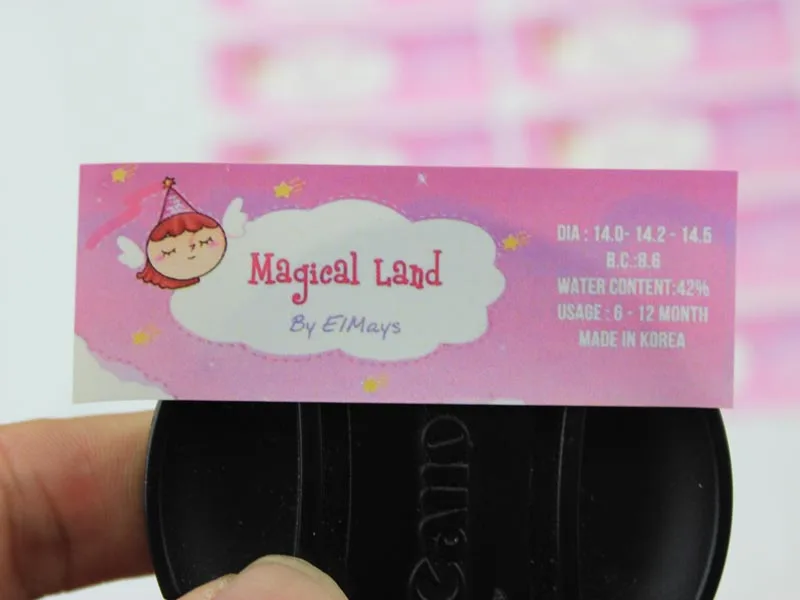 Magical Land
By ElMays
DIA : 14.0- 14.2 - 14.5
B.C.:8.6
WATER CONTENT:42%
USAGE : 6 - 12 MONTH
MADE IN KOREA
Canon